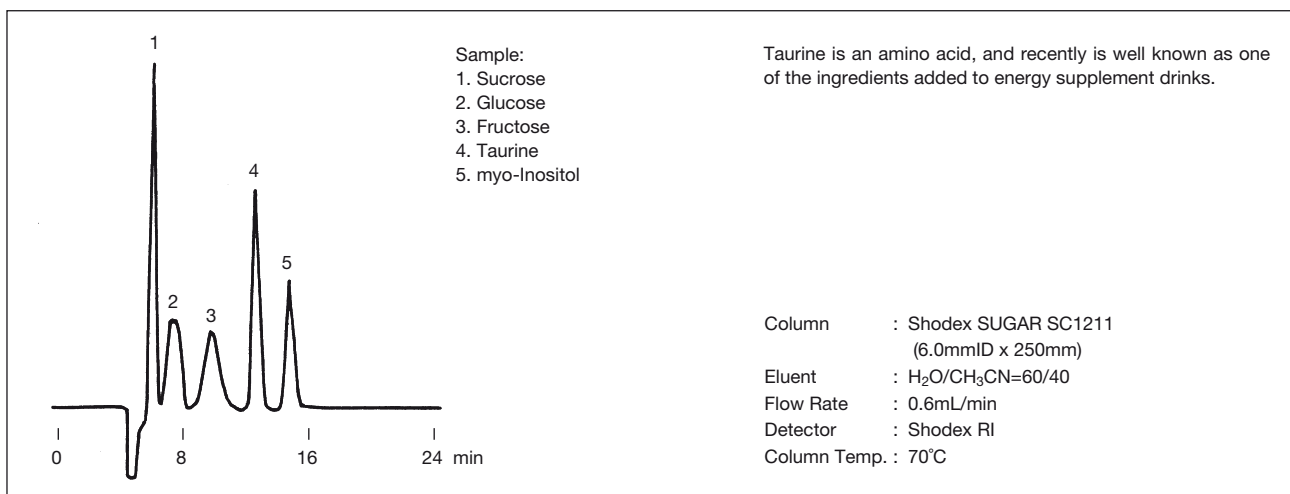 1
2
3
4
5
0
8
16
24
min
Sample:
1. Sucrose
2. Glucose
3. Fructose
4. Taurine
5. myo-Inositol
Taurine is an amino acid, and recently is well known as one
of the ingredients added to energy supplement drinks.
Column : Shodex SUGAR SC1211
(6.0mmID x 250mm)
Eluent : H₂O/CH₃CN=60/40
Flow Rate : 0.6mL/min
Detector : Shodex RI
Column Temp. : 70℃